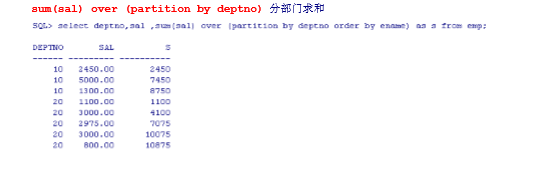 sum(sal) over (partition by deptno) 分部门求和
SQL> select deptno,sal ,sum(sal) over (partition by deptno order by ename) as s from emp;
DEPTNO SAL S
------ --------- ----------
10 2450.00 2450
10 5000.00 7450
10 1300.00 8750
20 1100.00 1100
20 3000.00 4100
20 2975.00 7075
20 3000.00 10075
20 800.00 10875